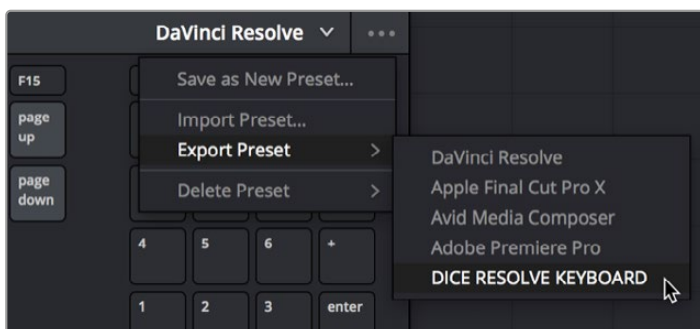 DaVinci Resolve
F15
Save as New Preset...
page
up
Import Preset...
Export Preset
DaVinci Resolve
page
down
Delete Preset
Apple Final Cut Pro X
Avid Media Composer
4 5 6 +
Adobe Premiere Pro
DICE RESOLVE KEYBOARD
1 2 3 enter